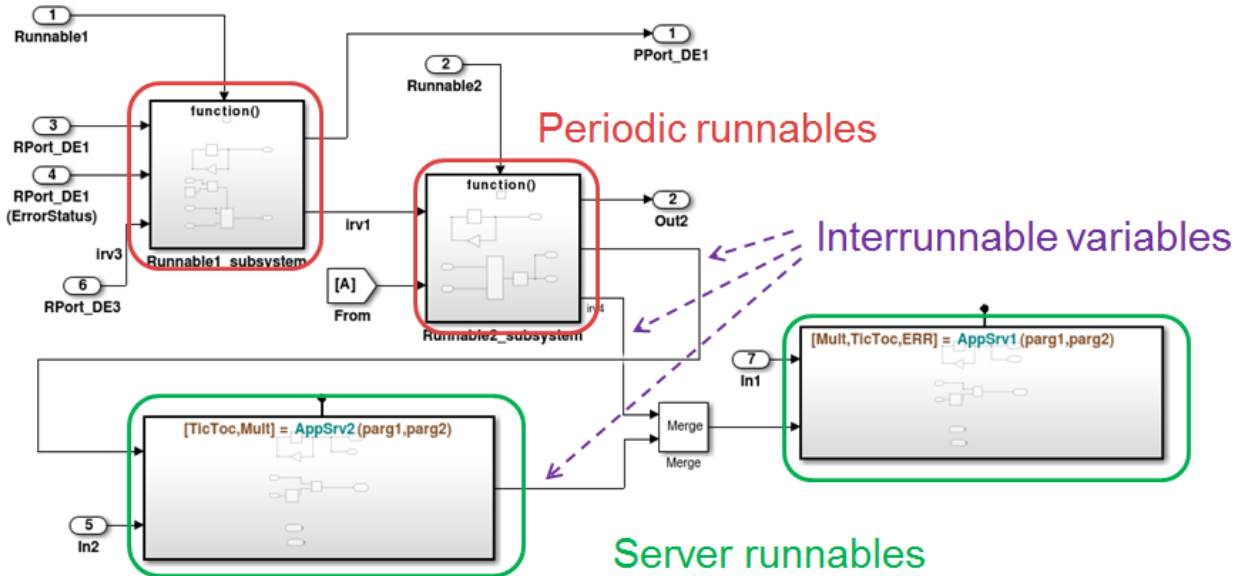 1
Runnable1
1
PPort_DE1
2
Runnable2
function()
3
RPort_DE1
4
RPort_DE1
(ErrorStatus)
irv3
6
RPort_DE3
Runnable1_subsystem
Periodic runnables
function()
irv1
[A]
From
2
Out2
irv4
Runnable2_subsystem
Interrunnable variables
[Mult,TicToc,ERR] = AppSrv1(parg1,parg2)
7
In1
Merge
Merge
[TicToc,Mult] = AppSrv2(parg1,parg2)
5
In2
Server runnables